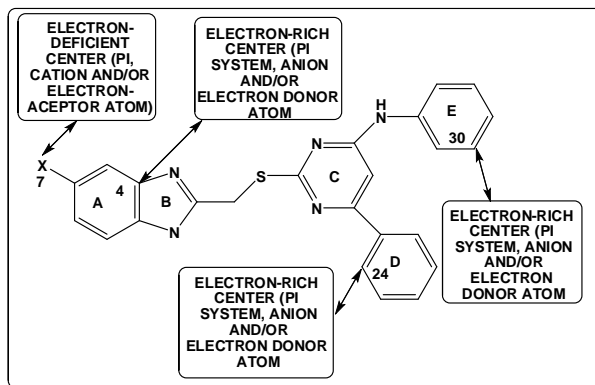 ELECTRON-
DEFICIENT
CENTER (PI,
CATION AND/OR
ELECTRON-
ACEPTOR ATOM)
ELECTRON-RICH
CENTER (PI
SYSTEM, ANION
AND/OR
ELECTRON DONOR
ATOM
H
N
E
30
X
7
4
N
S
N
C
A
B
N
N
D
24
ELECTRON-RICH
CENTER (PI
SYSTEM, ANION
AND/OR
ELECTRON
DONOR ATOM
ELECTRON-RICH
CENTER (PI
SYSTEM, ANION
AND/OR
ELECTRON DONOR
ATOM